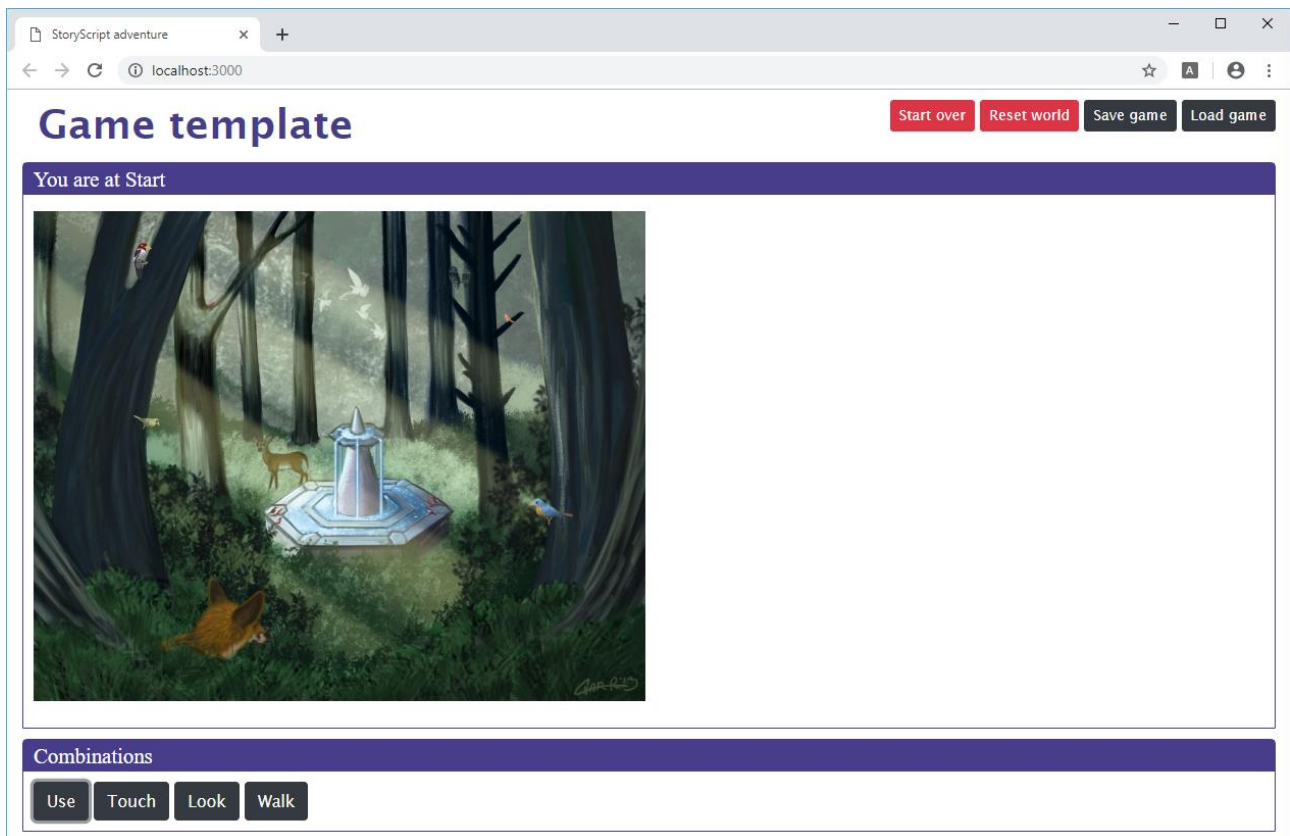 StoryScript adventure
localhost:3000
A
Game template
Start over Reset world Save game Load game
You are at Start
Combinations
Use Touch Look Walk